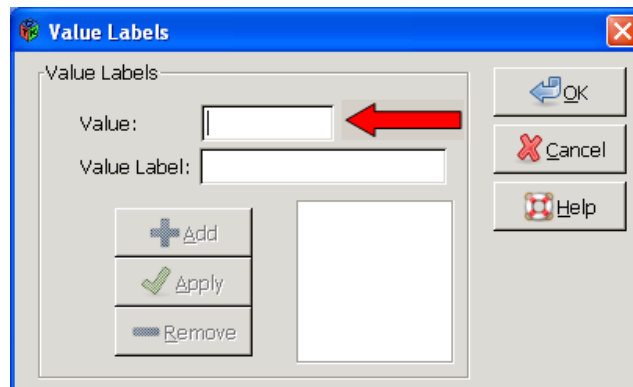 Value Labels
Value Labels
Value:
Value Label:
Add
Apply
Remove
OK
Cancel
Help